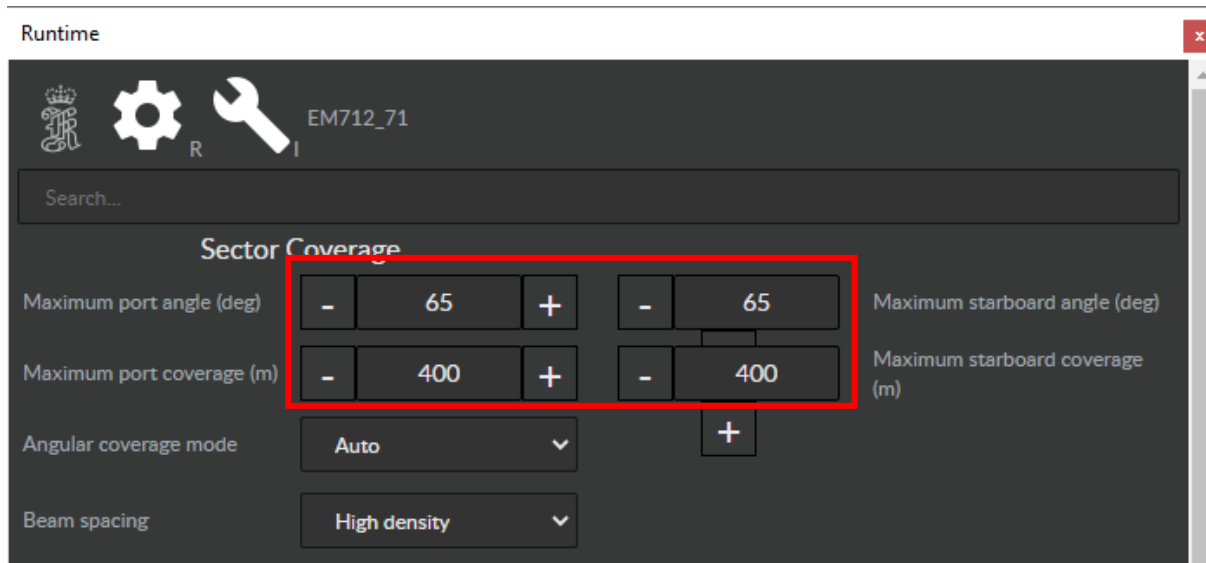 Runtime
x
R
I
EM712_71
Search...
Sector Coverage
Maximum port angle (deg) - 65 + - 65 Maximum starboard angle (deg)
Maximum port coverage (m) - 400 + - 400 Maximum starboard coverage
(m)
+
Angular coverage mode Auto
Beam spacing High density